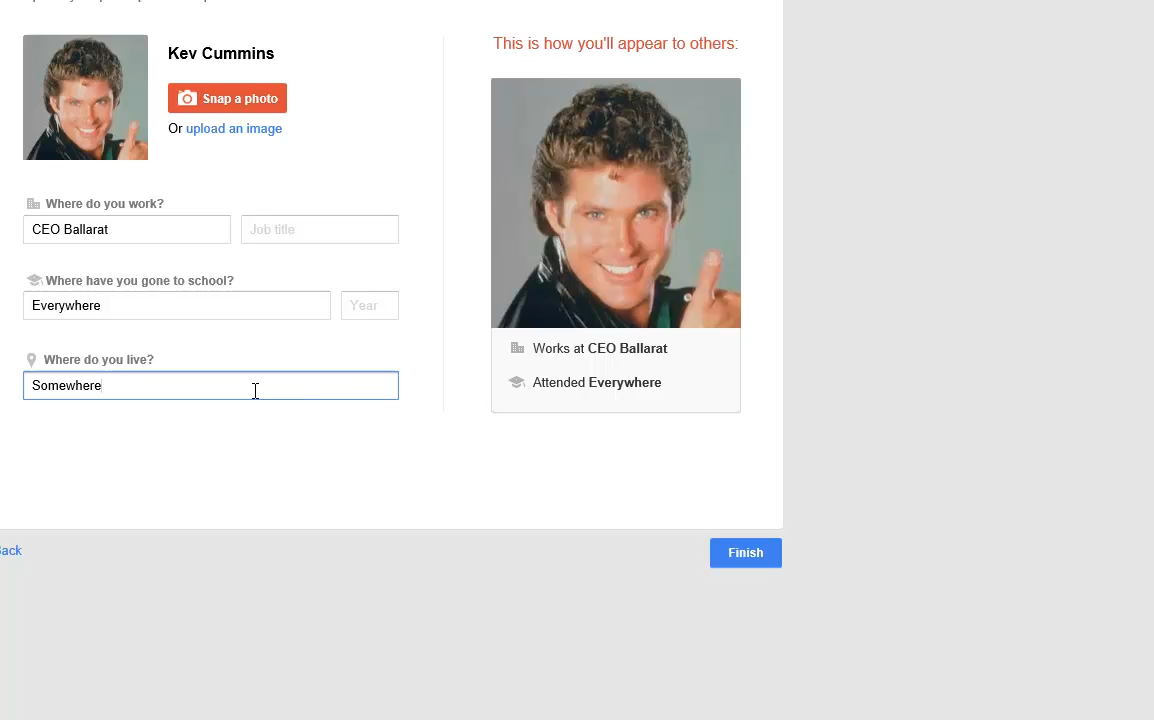 Kev Cummins
Snap a photo
Or upload an image
Where do you work?
CEO Ballarat
Job title
Where have you gone to school?
Everywhere
Year
Where do you live?
Somewhere
This is how you'll appear to others:
Works at CEO Ballarat
Attended Everywhere
Back
Finish